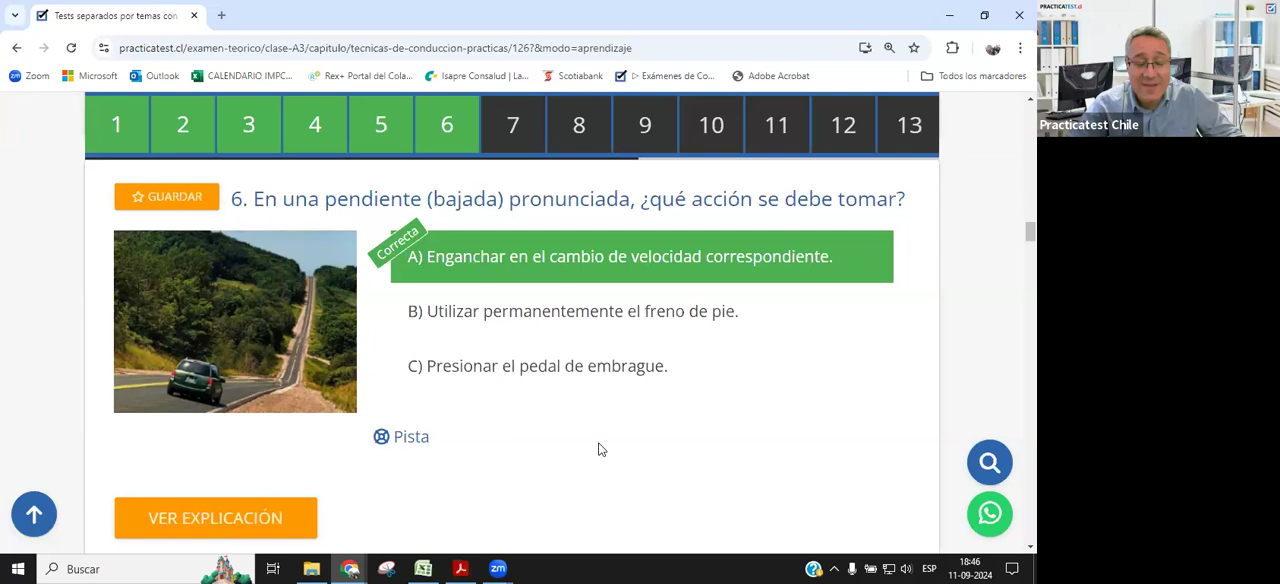 Tests separados por temas con
practicatest.cl/examen-teorico/clase-A3/capitulo/tecnicas-de-conduccion-practicas/126?&modo=aprendizaje
Zoom
Microsoft
Outlook
CALENDARIO IMPC...
Rex+ Portal del Cola...
Isapre Consalud | La...
Scotiabank
▷ Exámenes de Co...
Adobe Acrobat
Todos los marcadores
1 2 3 4 5 6 7 8 9 10 11 12 13
GUARDAR
6. En una pendiente (bajada) pronunciada, ¿qué acción se debe tomar?
Correcta
A) Enganchar en el cambio de velocidad correspondiente.
B) Utilizar permanentemente el freno de pie.
C) Presionar el pedal de embrague.
Pista
VER EXPLICACIÓN
PRACTICATEST.cl
Practicatest Chile
Buscar
ESP
18:46
11-09-2024